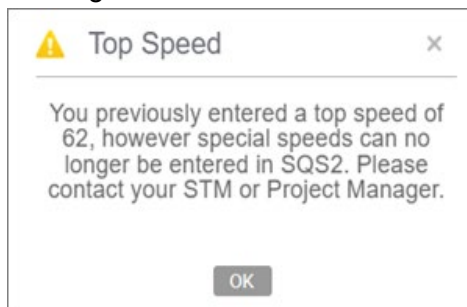 Top Speed ×
You previously entered a top speed of
62, however special speeds can no
longer be entered in SQS2. Please
contact your STM or Project Manager.
OK